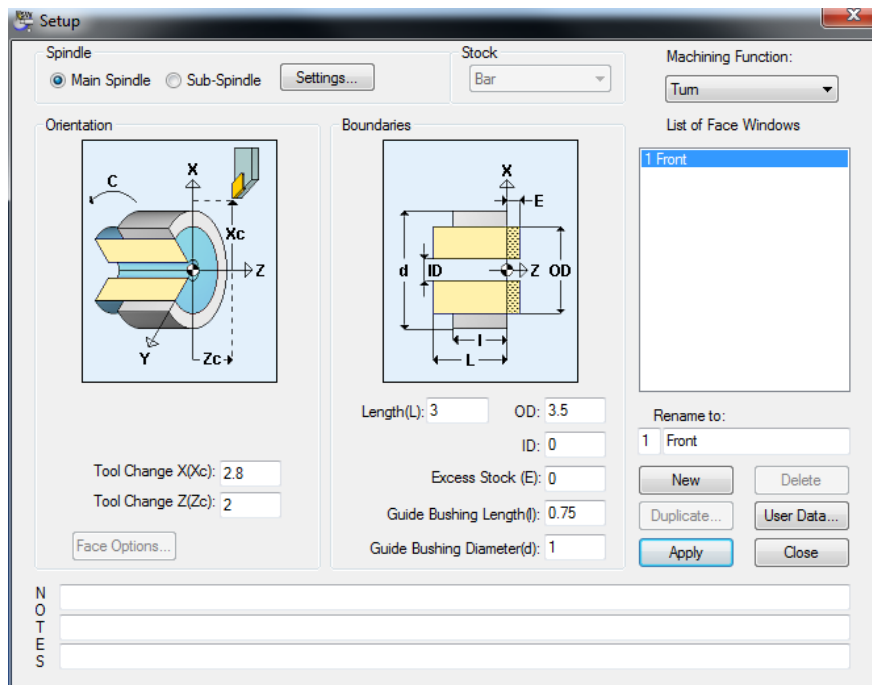 Setup
Spindle
Main Spindle Sub-Spindle Settings...
Stock
Bar
Machining Function:
Turn
Orientation
C
X
Xc
Z
Y
Zc
Tool Change X(Xc): 2.8
Tool Change Z(Zc): 2
Face Options...
Boundaries
X
E
d ID Z OD
l
L
Length(L): 3 OD: 3.5
ID: 0
Excess Stock (E): 0
Guide Bushing Length(l): 0.75
Guide Bushing Diameter(d): 1
List of Face Windows
1 Front
Rename to:
1 Front
New Delete
Duplicate... User Data...
Apply Close
N
O
T
E
S